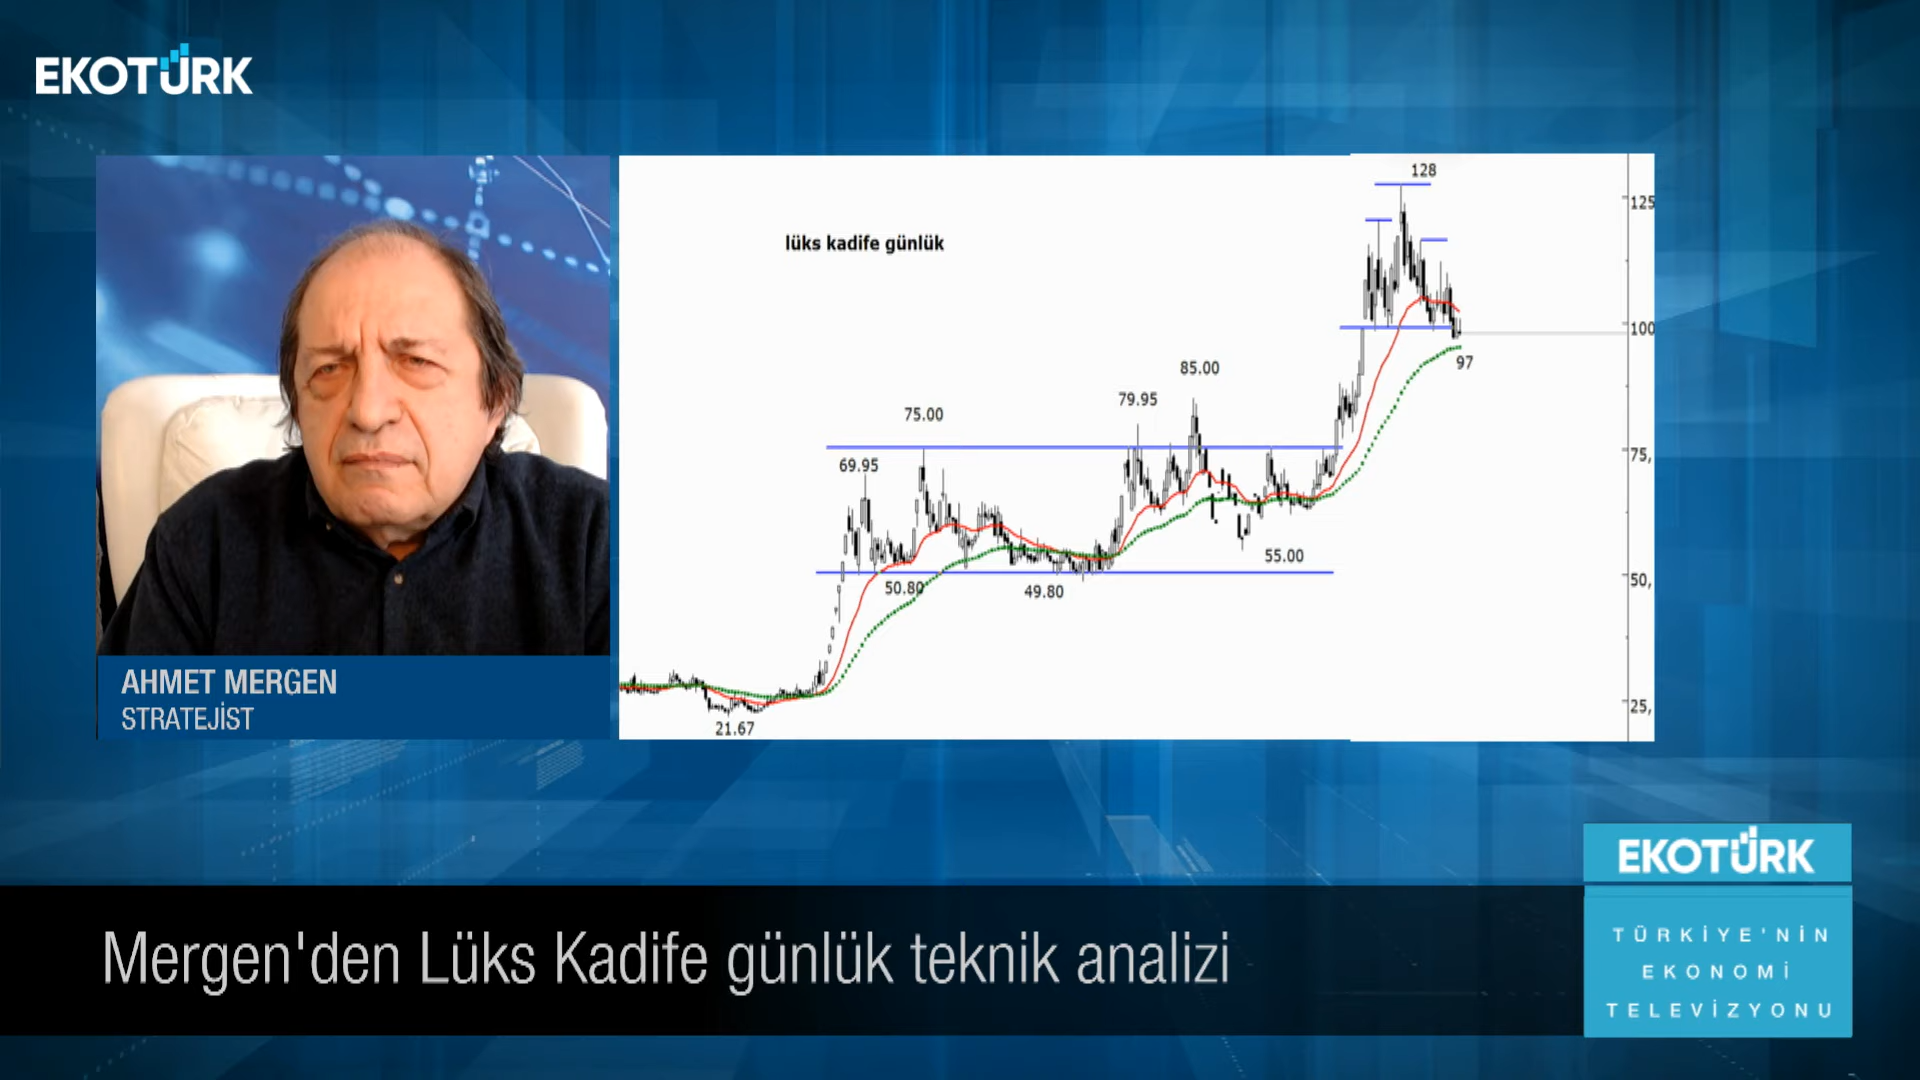 EKOTÜRK
lüks kadife günlük
128
125
100
97
85.00
79.95
75.00
75,
69.95
55.00
50,
50.80
49.80
25,
21.67
AHMET MERGEN
STRATEJİST
EKOTÜRK
Mergen'den Lüks Kadife günlük teknik analizi
TÜRKİYE'NİN
EKONOMİ
TELEVİZYONU